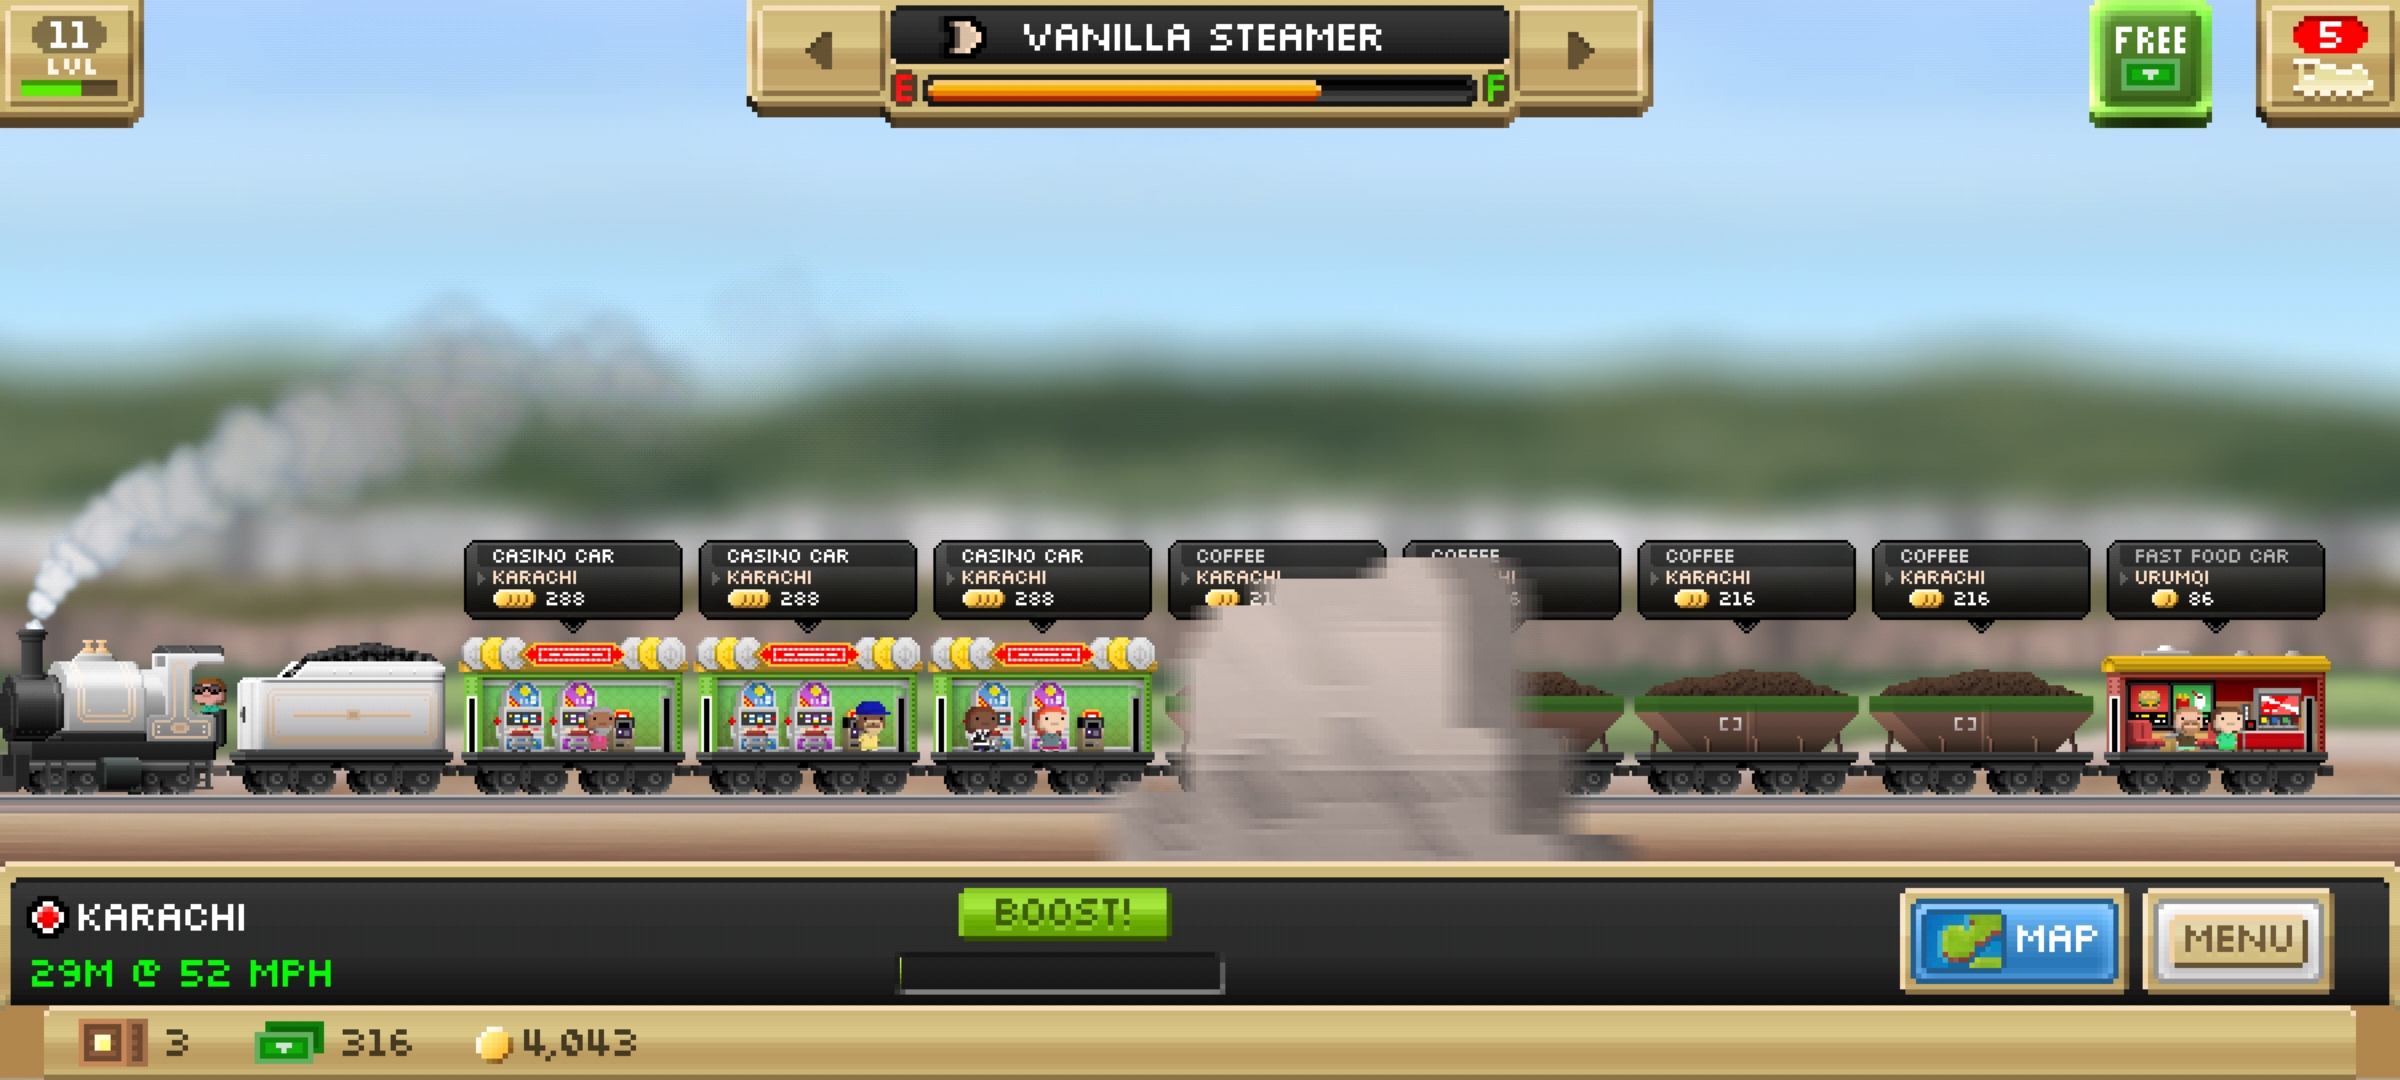 11
LVL
VANILLA STEAMER
E
F
FREE
5
CASINO CAR
KARACHI
288
CASINO CAR
KARACHI
288
CASINO CAR
KARACHI
288
COFFEE
KARACHI
COFFEE
COFFEE
KARACHI
216
COFFEE
KARACHI
216
FAST FOOD CAR
URUMQI
86
KARACHI
29M @ 52 MPH
BOOST!
MAP
MENU
3
316
4,043